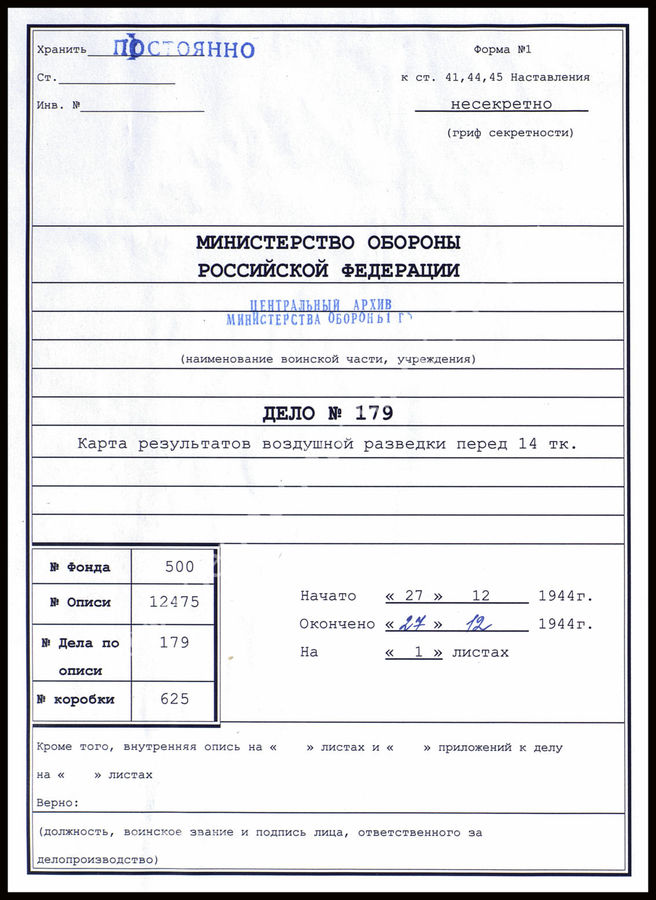 Хранить ПОСТОЯННО
Форма №1
Ст.
к ст. 41,44,45 Наставления
Инв. №
несекретно
(гриф секретности)
МИНИСТЕРСТВО ОБОРОНЫ
РОССИЙСКОЙ ФЕДЕРАЦИИ
ЦЕНТРАЛЬНЫЙ АРХИВ
МИНИСТЕРСТВА ОБОРОНЫ
(наименование воинской части, учреждения)
ДЕЛО № 179
Карта результатов воздушной разведки перед 14 тк.
№ Фонда 500
№ Описи 12475
№ Дела по описи 179
№ коробки 625
Начато « 27 » 12 1944г.
Окончено « 27 » 12 1944г.
На « 1 » листах
Кроме того, внутренняя опись на « » листах и « » приложений к делу
на « » листах
Верно:
(должность, воинское звание и подпись лица, ответственного за
делопроизводство)